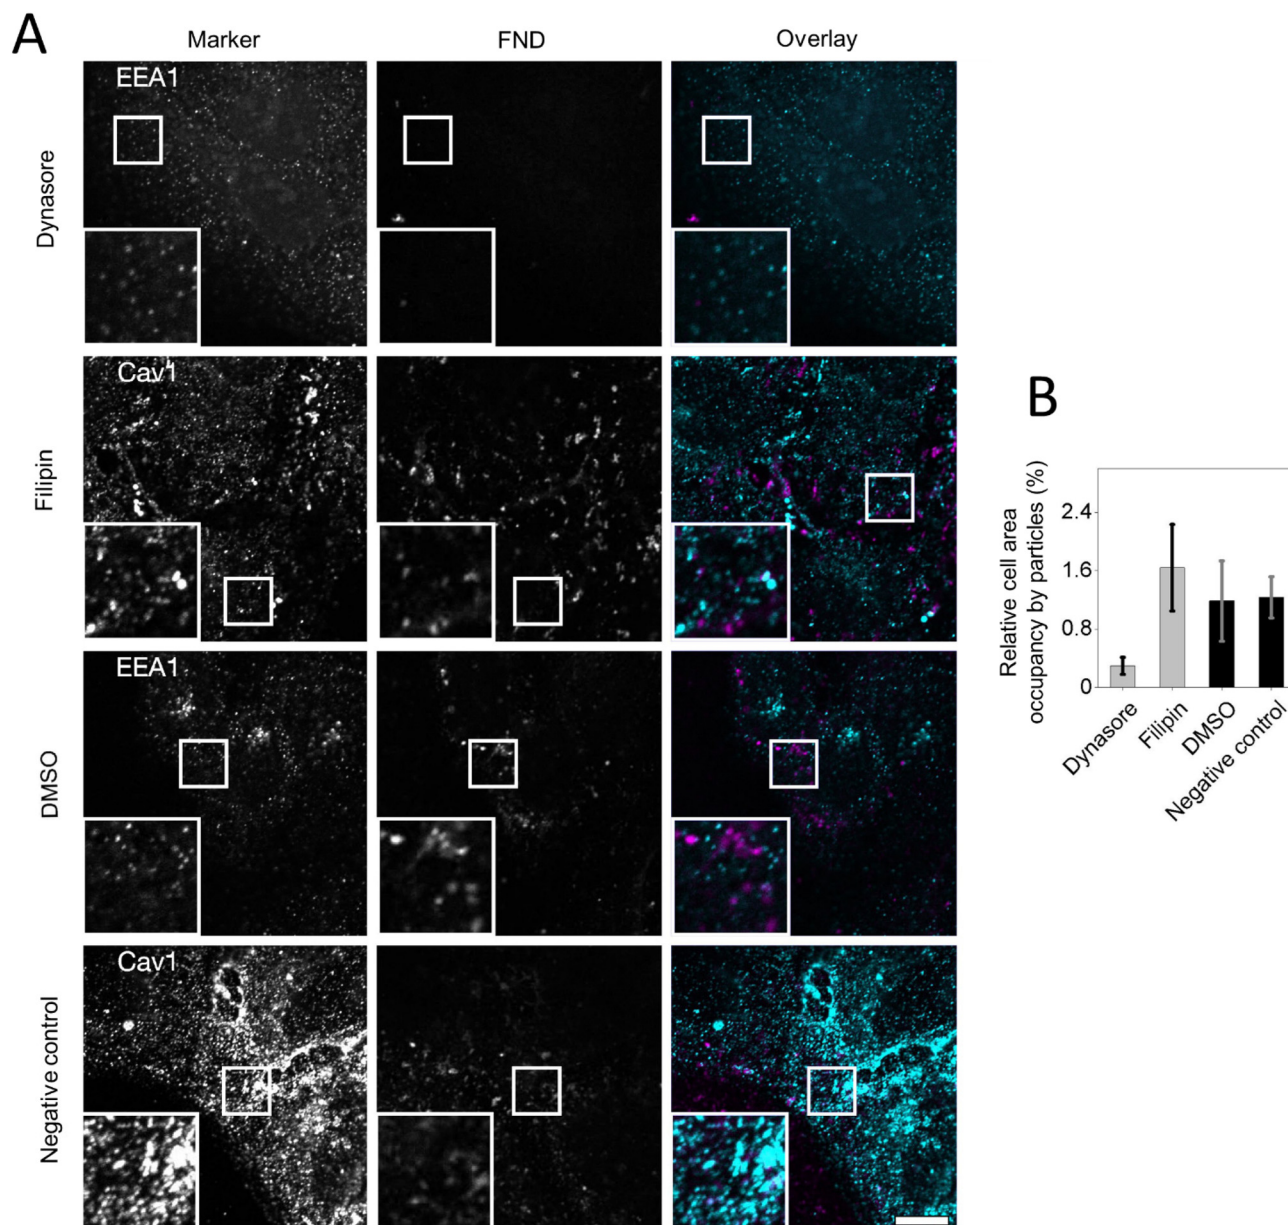 A
Marker
FND
Overlay
Dynasore
EEA1
Filipin
Cav1
DMSO
EEA1
Negative control
Cav1
B
Relative cell area
occupancy by particles (%)
2.4
1.6
0.8
0
Dynasore
Filipin
DMSO
Negative control